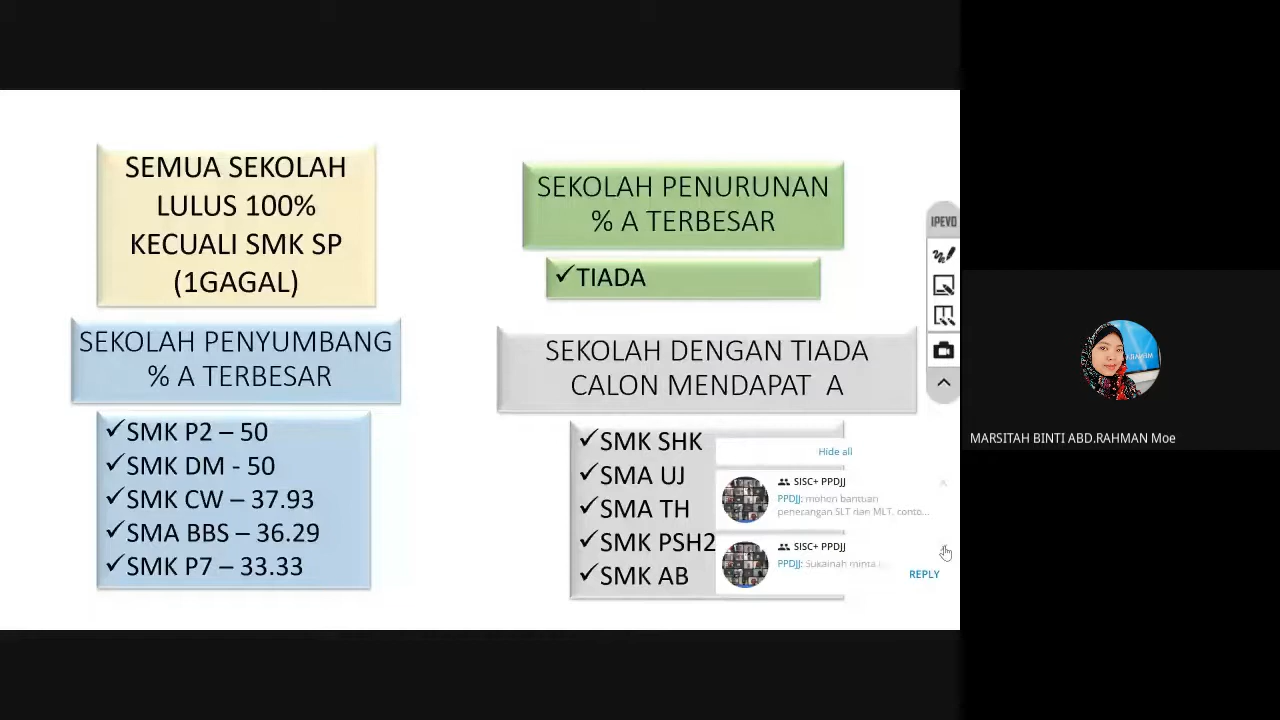 SEMUA SEKOLAH
LULUS 100%
KECUALI SMK SP
(1GAGAL)
SEKOLAH PENYUMBANG
% A TERBESAR
✓SMK P2 – 50
✓SMK DM - 50
✓SMK CW – 37.93
✓SMA BBS – 36.29
✓SMK P7 – 33.33
SEKOLAH PENURUNAN
% A TERBESAR
✓TIADA
SEKOLAH DENGAN TIADA
CALON MENDAPAT A
✓SMK SHK
✓SMA UJ
✓SMA TH
✓SMK PSH2
✓SMK AB
Hide all
SISC+ PPDJJ
PPDJJ: mohon bantuan
penerangan SLT dan MLT, conto...
SISC+ PPDJJ
PPDJJ: Sukainah minta
REPLY
IPEVO
MARSITAH BINTI ABD.RAHMAN Moe